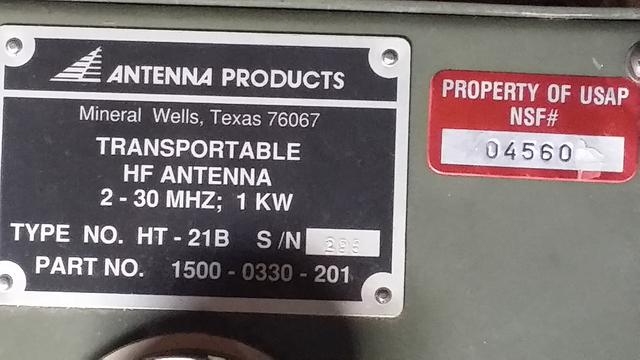 ANTENNA PRODUCTS
Mineral Wells, Texas 76067
TRANSPORTABLE
HF ANTENNA
2 - 30 MHZ; 1 KW
TYPE NO. HT - 21B S/N
PART NO. 1500 - 0330 - 201
PROPERTY OF USAP
NSF#
04560